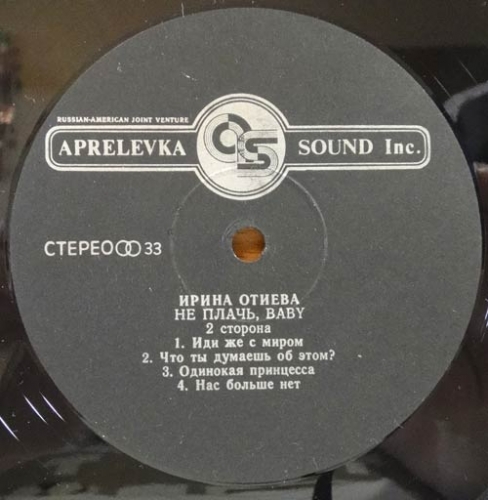 RUSSIAN-AMERICAN JOINT VENTURE
APRELEVKA SOUND Inc.
СТЕРЕО 33
ИРИНА ОТИЕВА
НЕ ПЛАЧЬ, BABY
2 сторона
1. Иди же с миром
2. Что ты думаешь об этом?
3. Одинокая принцесса
4. Нас больше нет